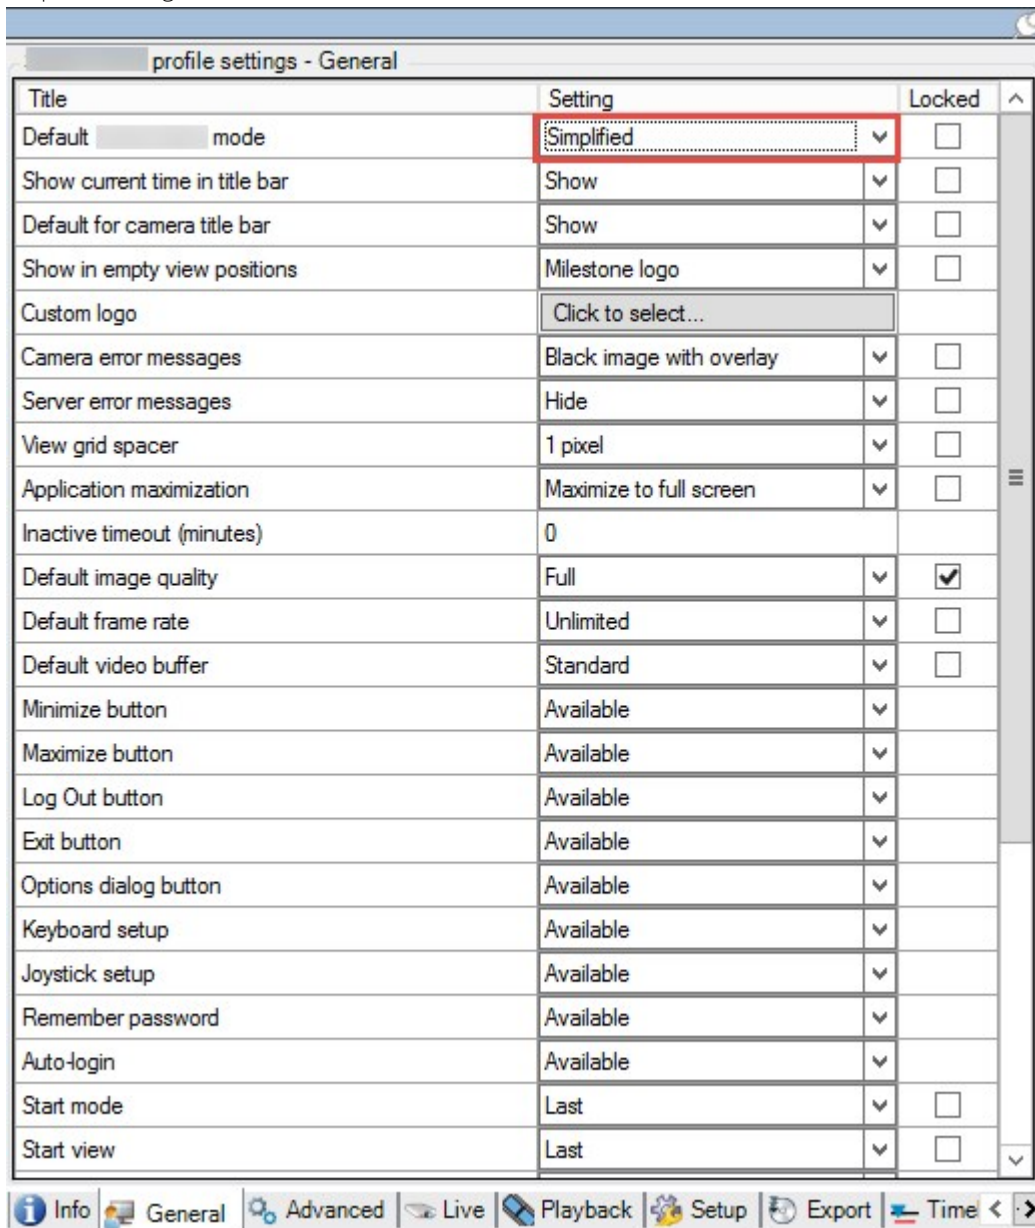 profile settings - General
Title Setting Locked
Default mode Simplified
Show current time in title bar Show
Default for camera title bar Show
Show in empty view positions Milestone logo
Custom logo Click to select...
Camera error messages Black image with overlay
Server error messages Hide
View grid spacer 1 pixel
Application maximization Maximize to full screen
Inactive timeout (minutes) 0
Default image quality Full
Default frame rate Unlimited
Default video buffer Standard
Minimize button Available
Maximize button Available
Log Out button Available
Exit button Available
Options dialog button Available
Keyboard setup Available
Joystick setup Available
Remember password Available
Auto-login Available
Start mode Last
Start view Last
Info General Advanced Live Playback Setup Export Time